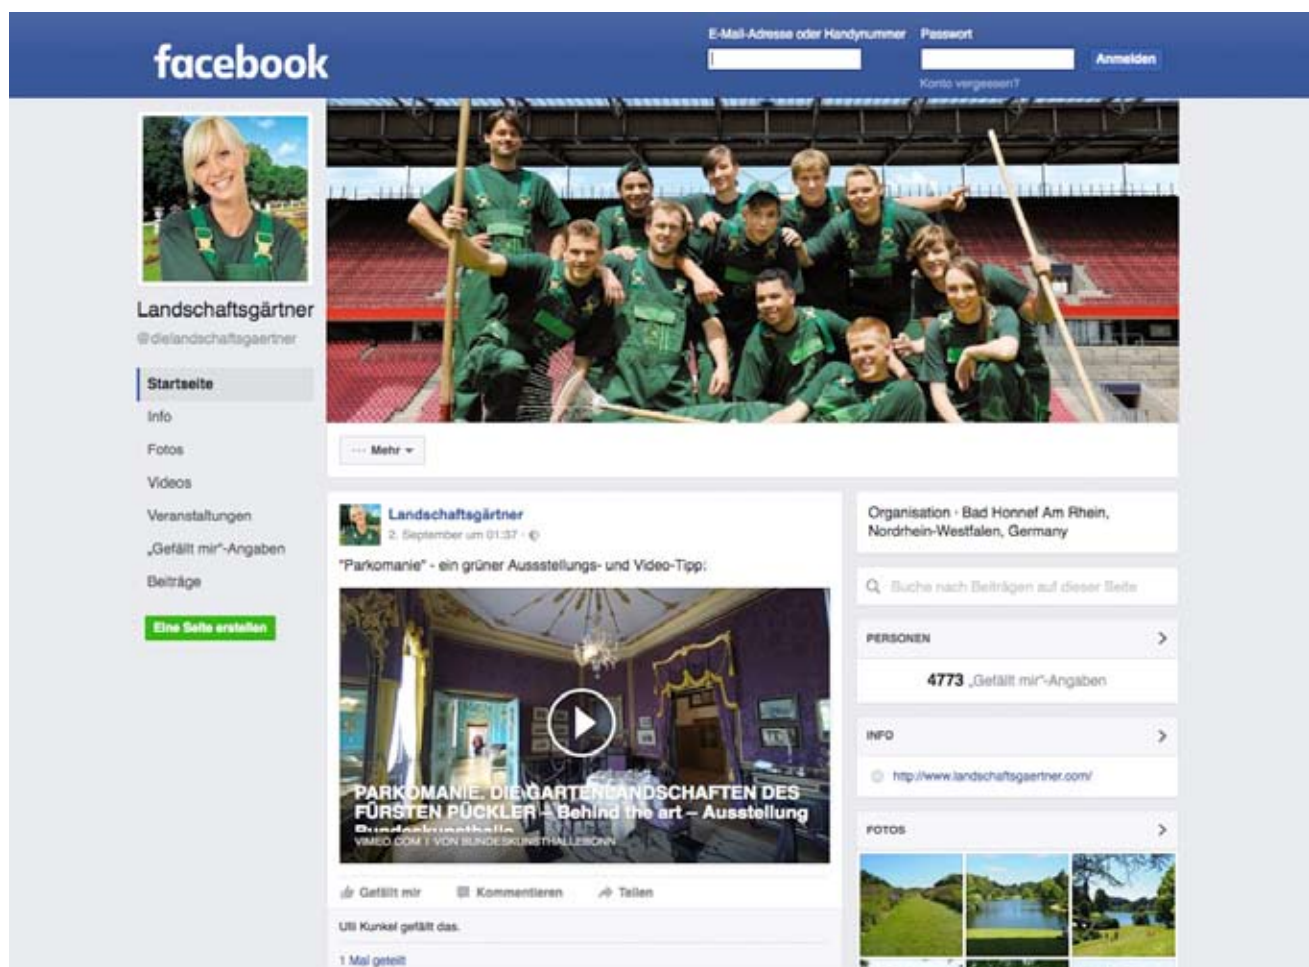 facebook
E-Mail-Adresse oder Handynummer
Passwort
Anmelden
Konto vergessen?
Landschaftsgärtner
@dielandschaftsgaertner
Startseite
Info
Fotos
Videos
Veranstaltungen
„Gefällt mir“-Angaben
Beiträge
Eine Seite erstellen
··· Mehr
Landschaftsgärtner
2. September um 01:37 ·
"Parkomanie" - ein grüner Aussstellungs- und Video-Tipp:
PARKOMANIE. DIE GARTENLANDSCHAFTEN DES
FÜRSTEN PÜCKLER – Behind the art – Ausstellung
Bundeskunsthalle
VIMEO.COM | VON BUNDESKUNSTHALLEBONN
Gefällt mir
Kommentieren
Teilen
Ulli Kunkel gefällt das.
1 Mal geteilt
Organisation · Bad Honnef Am Rhein,
Nordrhein-Westfalen, Germany
Suche nach Beiträgen auf dieser Seite
PERSONEN
4773 „Gefällt mir“-Angaben
INFO
http://www.landschaftsgaertner.com/
FOTOS